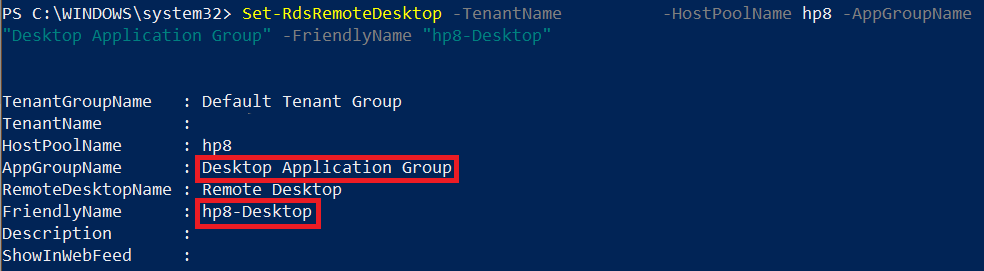 PS C:\WINDOWS\system32> Set-RdsRemoteDesktop -TenantName -HostPoolName hp8 -AppGroupName
"Desktop Application Group" -FriendlyName "hp8-Desktop"
TenantGroupName : Default Tenant Group
TenantName :
HostPoolName : hp8
AppGroupName : Desktop Application Group
RemoteDesktopName : Remote Desktop
FriendlyName : hp8-Desktop
Description :
ShowInWebFeed :